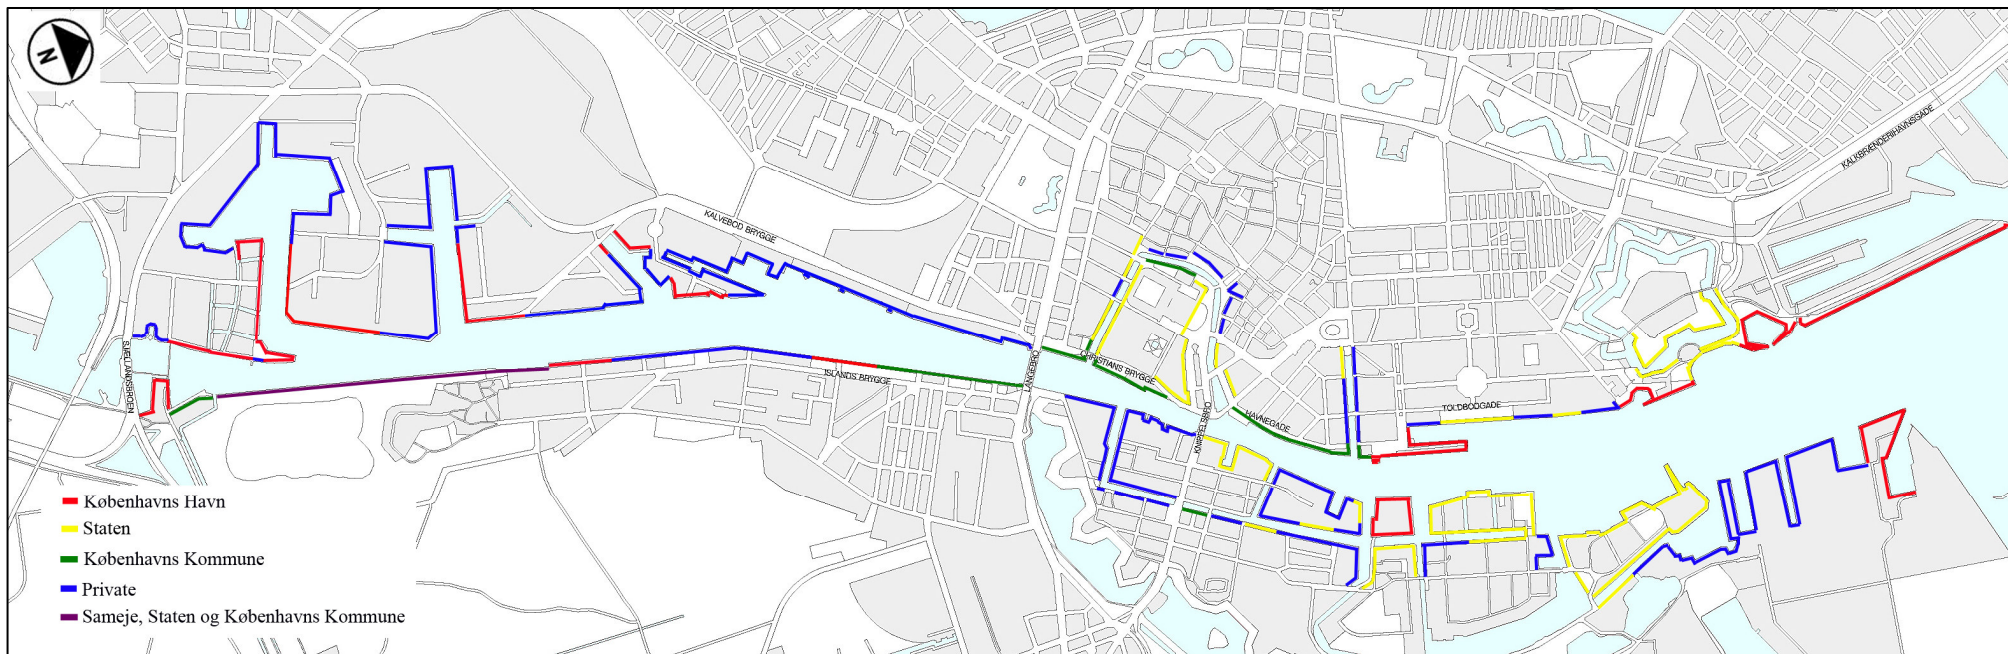 N
KALVEBOD BRYGGE
KALKBRÆNDERIHAVNSGADE
SJÆLLANDSBROEN
ISLANDS BRYGGE
LANGEBRO
CHRISTIANS BRYGGE
KNIPPELSBRO
HAVNEGADE
TOLDBODGADE
Københavns Havn
Staten
Københavns Kommune
Private
Sameje, Staten og Københavns Kommune